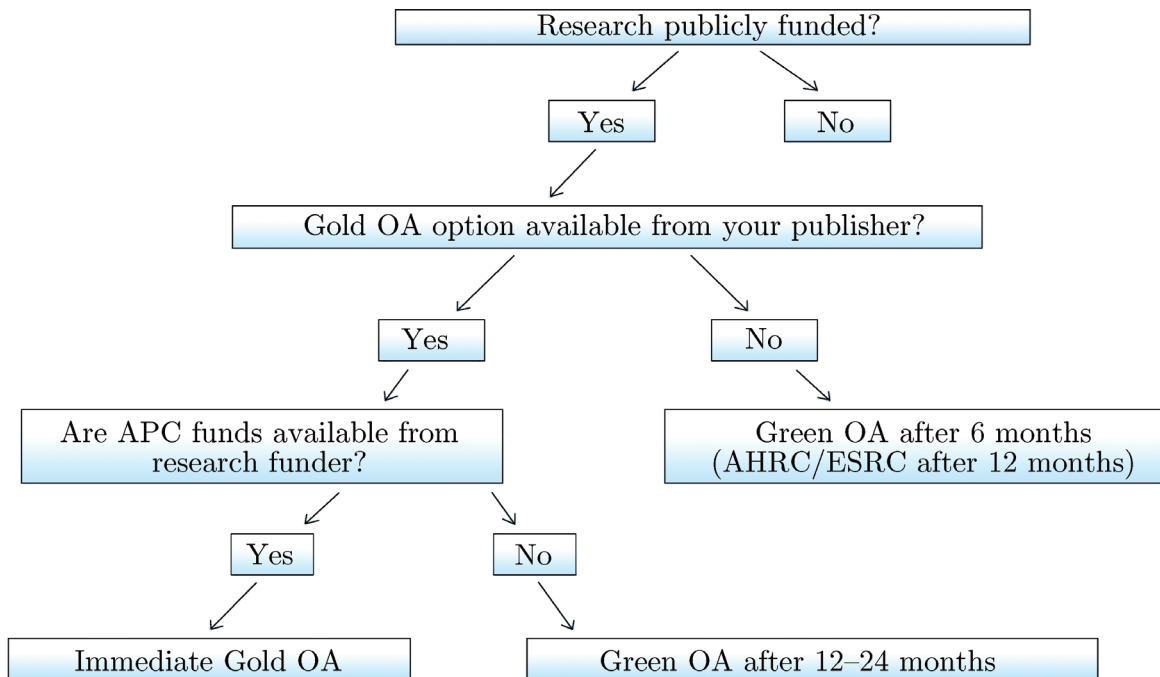 Research publicly funded?
Yes
No
Gold OA option available from your publisher?
Yes
No
Are APC funds available from
research funder?
Green OA after 6 months
(AHRC/ESRC after 12 months)
Yes
No
Immediate Gold OA
Green OA after 12–24 months